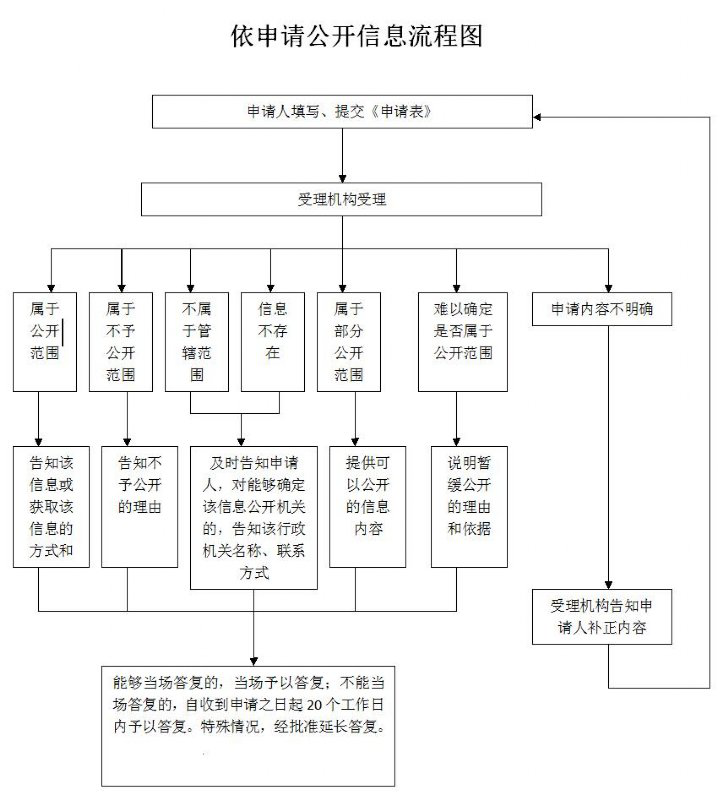 依申请公开信息流程图
申请人填写、提交《申请表》
受理机构受理
属于
公开
范围
属于
不予
公开
范围
不属
于管
辖范
围
信息
不存
在
属于
部分
公开
范围
难以确定
是否属于
公开范围
申请内容不明确
告知该
信息或
获取该
信息的
方式和
告知不
予公开
的理由
及时告知申请
人，对能够确定
该信息公开机关
的，告知该行政
机关名称、联系
方式
提供可
以公开
的信息
内容
说明暂
缓公开
的理由
和依据
受理机构告知申
请人补正内容
能够当场答复的，当场予以答复；不能当
场答复的，自收到申请之日起 20 个工作日
内予以答复。特殊情况，经批准延长答复。